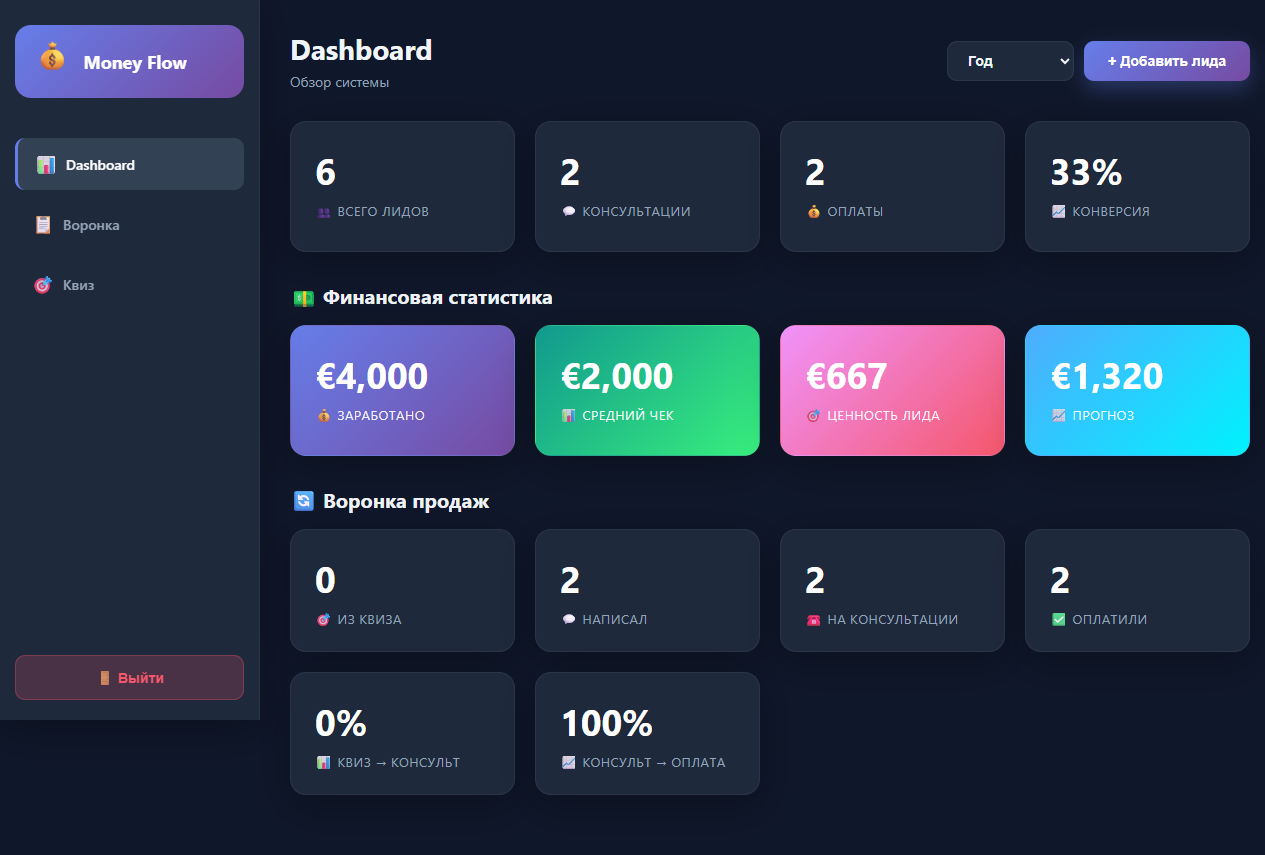 Money Flow
Dashboard
Воронка
Квиз
Выйти
Dashboard
Обзор системы
Год
+ Добавить лида
6
ВСЕГО ЛИДОВ
2
КОНСУЛЬТАЦИИ
2
ОПЛАТЫ
33%
КОНВЕРСИЯ
Финансовая статистика
€4,000
ЗАРАБОТАНО
€2,000
СРЕДНИЙ ЧЕК
€667
ЦЕННОСТЬ ЛИДА
€1,320
ПРОГНОЗ
Воронка продаж
0
ИЗ КВИЗА
2
НАПИСАЛ
2
НА КОНСУЛЬТАЦИИ
2
ОПЛАТИЛИ
0%
КВИЗ → КОНСУЛЬТ
100%
КОНСУЛЬТ → ОПЛАТА